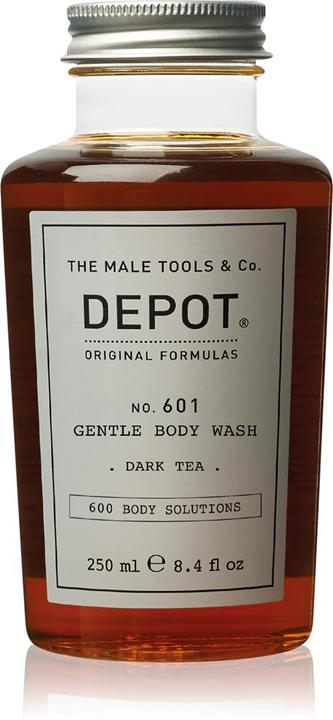 THE MALE TOOLS & Co.
DEPOT®
ORIGINAL FORMULAS
NO. 601
GENTLE BODY WASH
. DARK TEA .
600 BODY SOLUTIONS
250 ml ℮ 8.4 fl oz